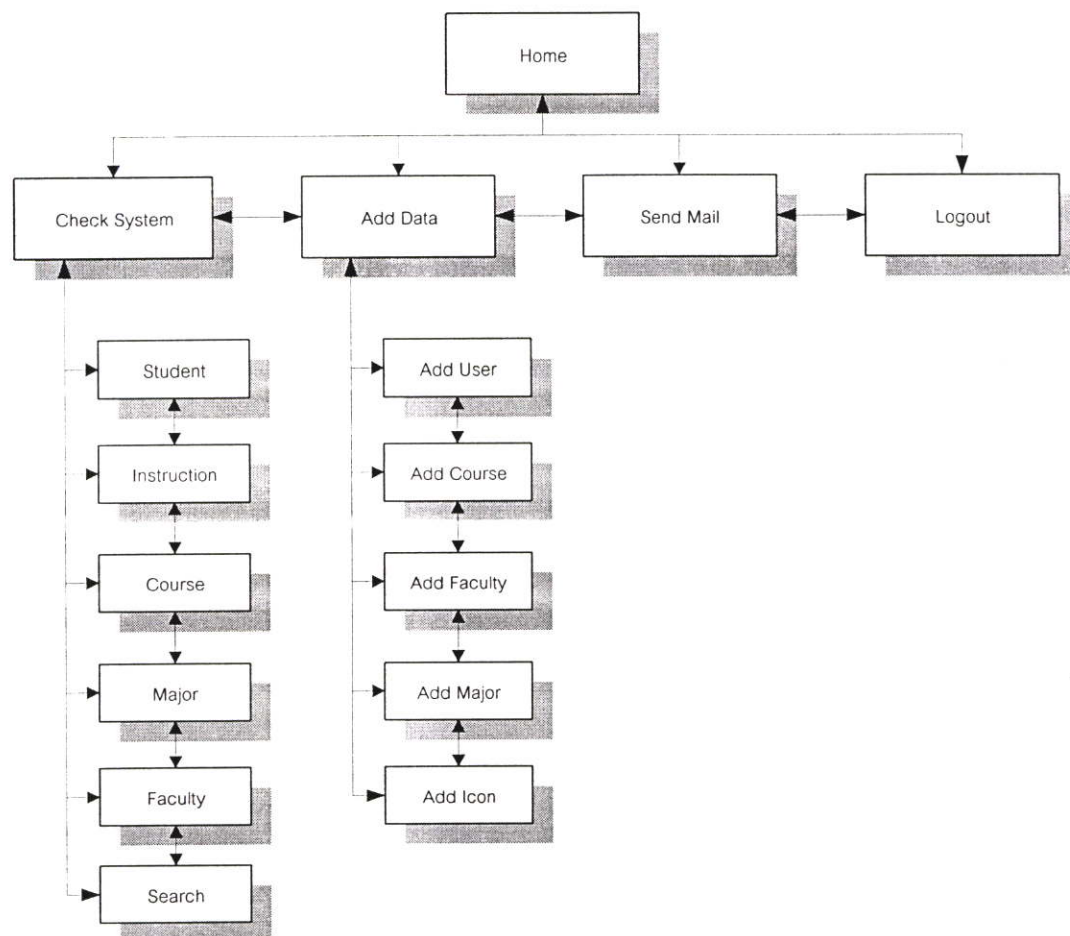 Home
Check System
Add Data
Send Mail
Logout
Student
Instruction
Course
Major
Faculty
Search
Add User
Add Course
Add Faculty
Add Major
Add Icon